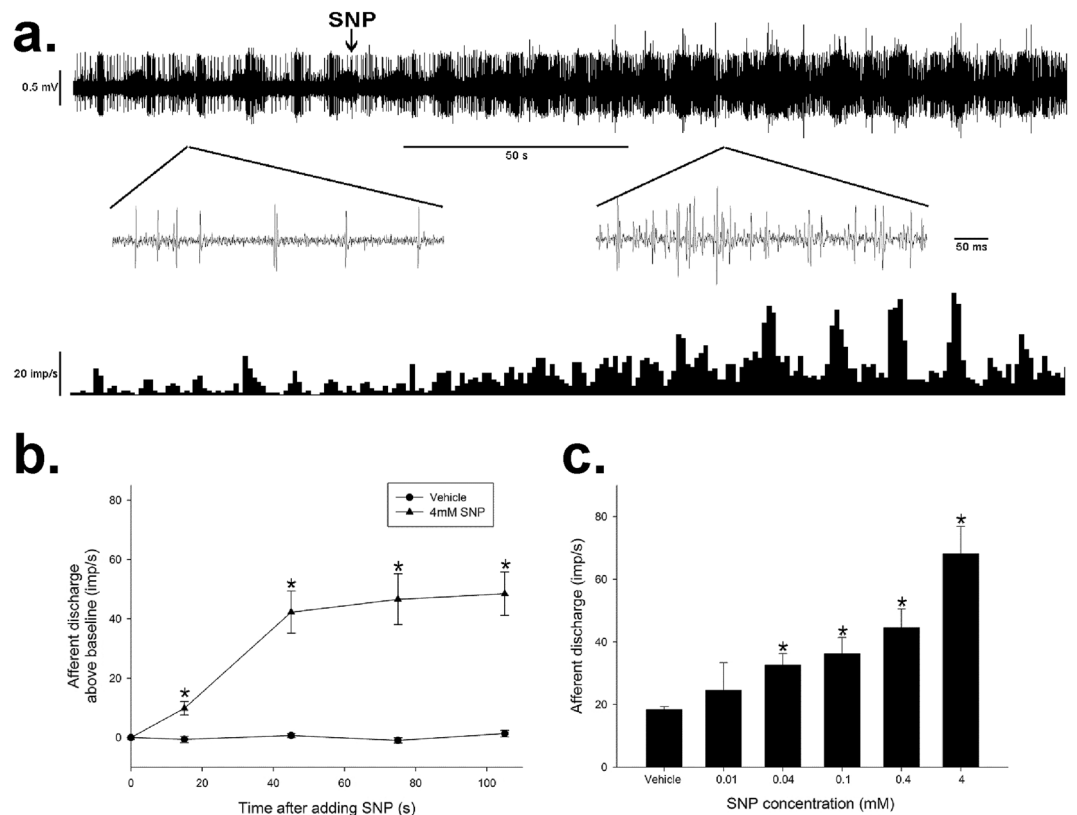 a.
SNP
0.5 mV
50 s
50 ms
20 imp/s
b.
Afferent discharge
above baseline (imp/s)
80
60
40
20
0
Vehicle
4mM SNP
*
*
*
*
0
20
40
60
80
100
Time after adding SNP (s)
c.
Afferent discharge (imp/s)
80
60
40
20
0
*
*
*
*
Vehicle
0.01
0.04
0.1
0.4
4
SNP concentration (mM)